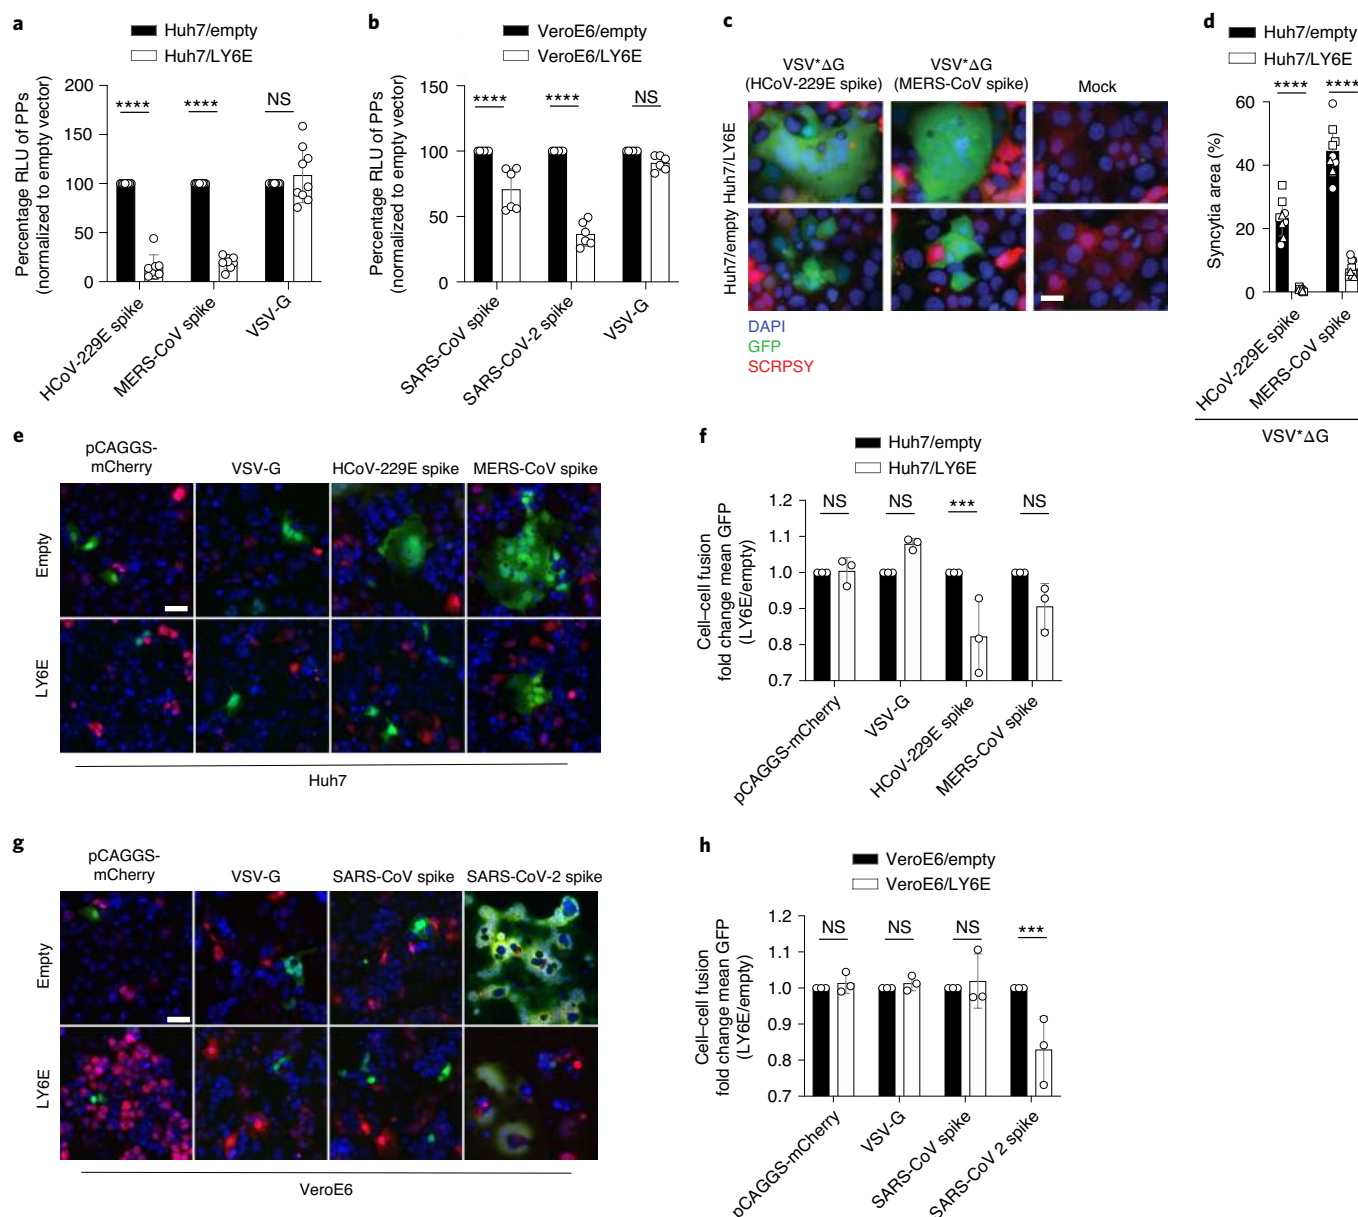 a
Huh7/empty
Huh7/LY6E
Percentage RLU of PPs
(normalized to empty vector)
200
150
100
50
0
****
****
NS
HCoV-229E spike
MERS-CoV spike
VSV-G
b
VeroE6/empty
VeroE6/LY6E
Percentage RLU of PPs
(normalized to empty vector)
150
100
50
0
****
****
NS
SARS-CoV spike
SARS-CoV-2 spike
VSV-G
c
VSV*ΔG
(HCoV-229E spike)
VSV*ΔG
(MERS-CoV spike)
Mock
Huh7/LY6E
Huh7/empty
DAPI
GFP
SCRPSY
d
Huh7/empty
Huh7/LY6E
****
****
Syncytia area (%)
60
40
20
0
HCoV-229E spike
MERS-CoV spike
VSV*ΔG
e
pCAGGS-
mCherry
VSV-G
HCoV-229E spike
MERS-CoV spike
Empty
LY6E
Huh7
f
Huh7/empty
Huh7/LY6E
Cell–cell fusion
fold change mean GFP
(LY6E/empty)
1.2
1.1
1.0
0.9
0.8
0.7
NS
NS
***
NS
pCAGGS-mCherry
VSV-G
HCoV-229E spike
MERS-CoV spike
g
pCAGGS-
mCherry
VSV-G
SARS-CoV spike
SARS-CoV-2 spike
Empty
LY6E
VeroE6
h
VeroE6/empty
VeroE6/LY6E
Cell–cell fusion
fold change mean GFP
(LY6E/empty)
1.2
1.1
1.0
0.9
0.8
0.7
NS
NS
NS
***
pCAGGS-mCherry
VSV-G
SARS-CoV spike
SARS-CoV 2 spike